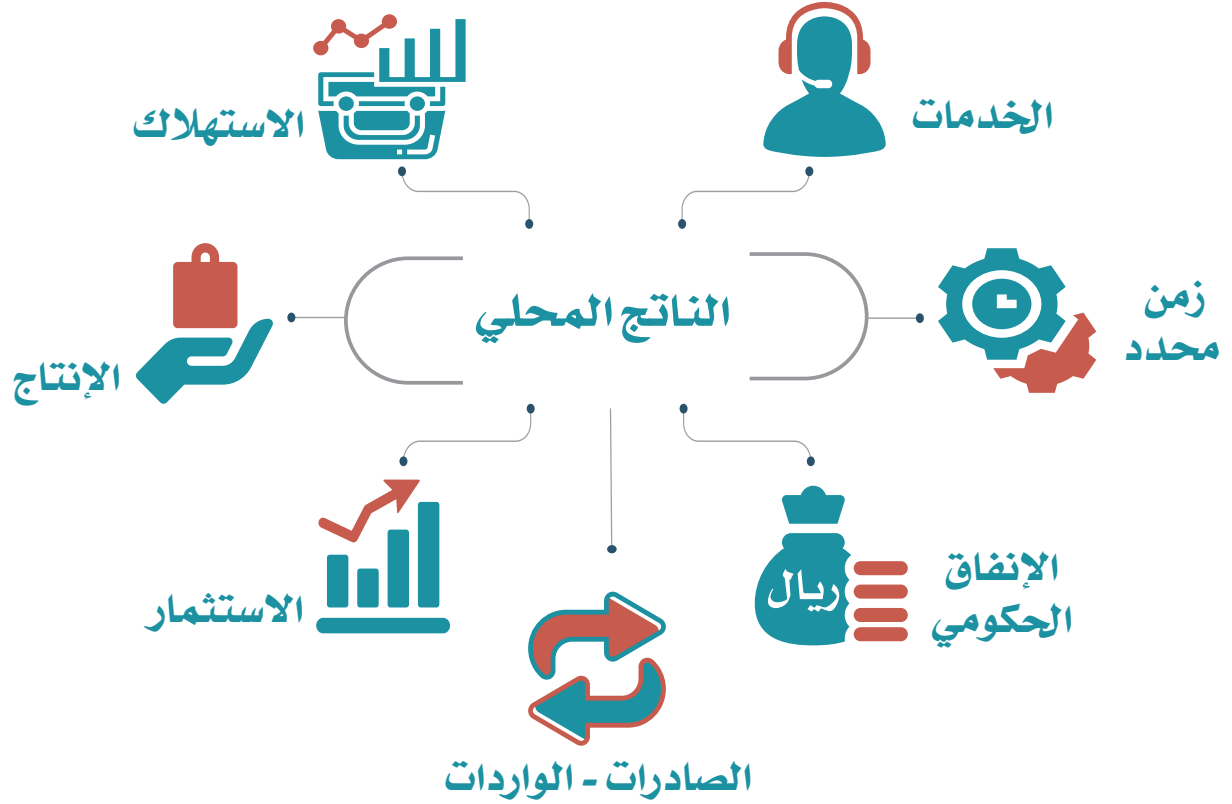 الخدمات
الاستهلاك
زمن
محدد
الناتج المحلي
الإنتاج
الإنفاق
الحكومي
ريال
الاستثمار
الصادرات - الواردات